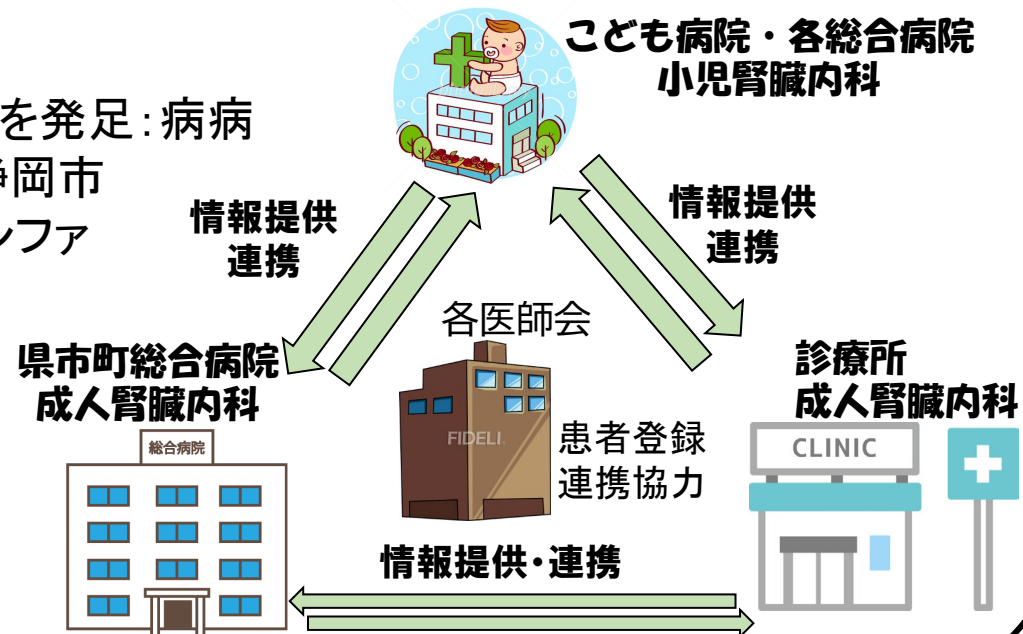 こども病院・各総合病院
小児腎臓内科
を発足：病病
静岡市
ンファ
情報提供
連携
情報提供
連携
各医師会
県市町総合病院
成人腎臓内科
診療所
成人腎臓内科
総合病院
FIDELI
患者登録
連携協力
CLINIC
情報提供・連携